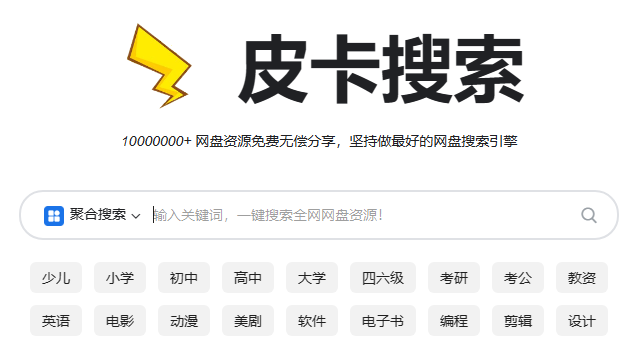 皮卡搜索
10000000+ 网盘资源免费无偿分享，坚持做最好的网盘搜索引擎
聚合搜索 输入关键词，一键搜索全网网盘资源！
少儿 小学 初中 高中 大学 四六级 考研 考公 教资
英语 电影 动漫 美剧 软件 电子书 编程 剪辑 设计